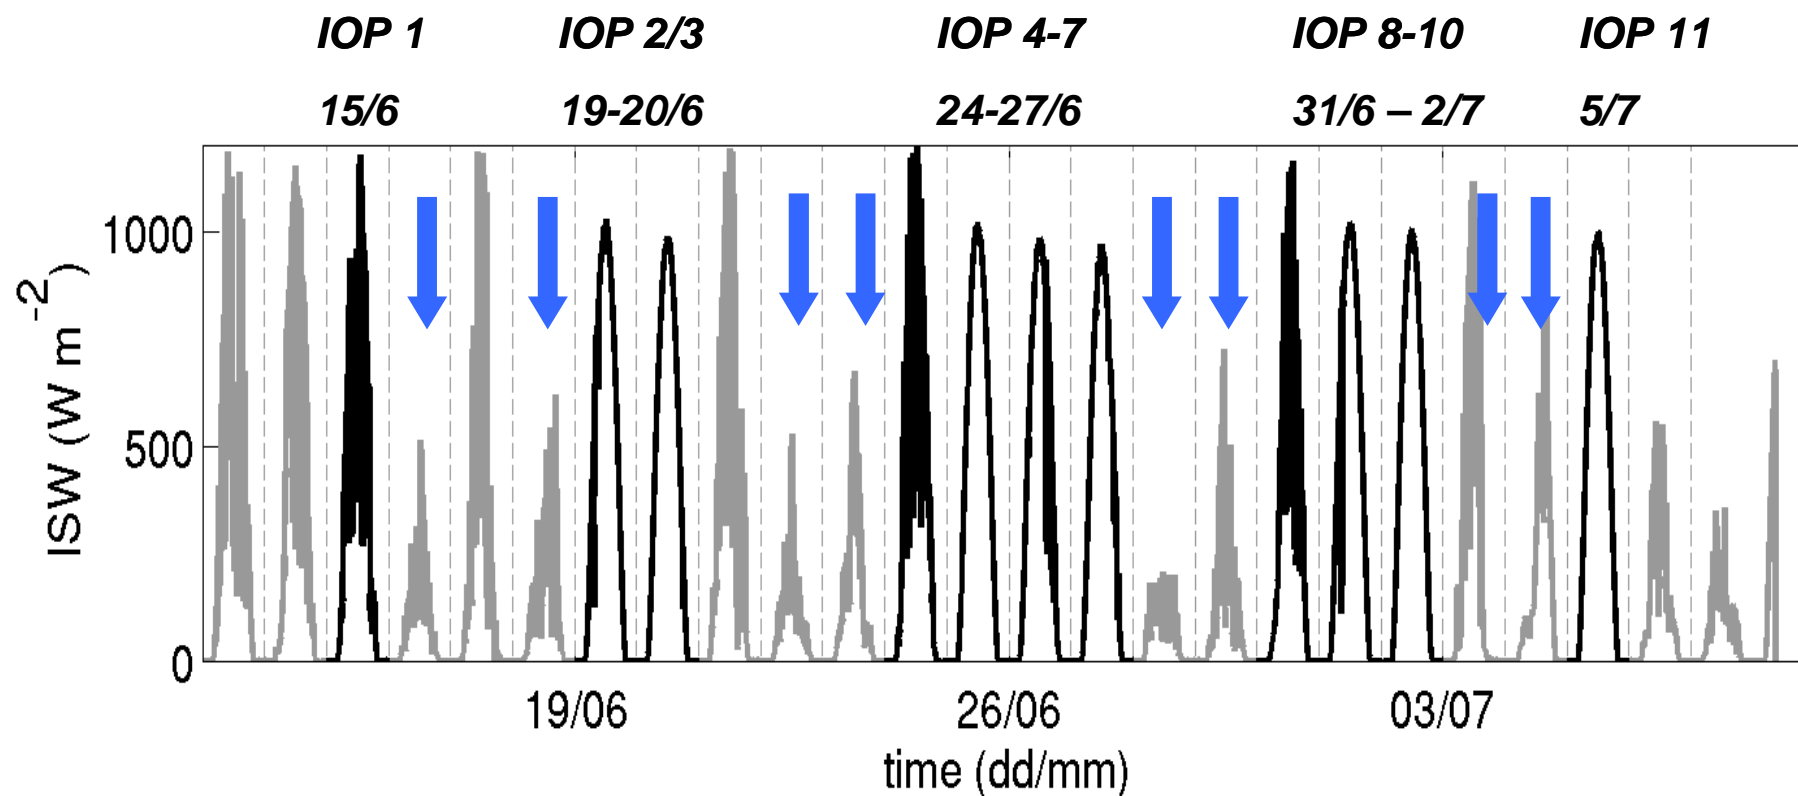 IOP 1 IOP 2/3 IOP 4-7 IOP 8-10 IOP 11
15/6 19-20/6 24-27/6 31/6 – 2/7 5/7
1000
500
0
ISW (W m⁻²)
19/06 26/06 03/07
time (dd/mm)